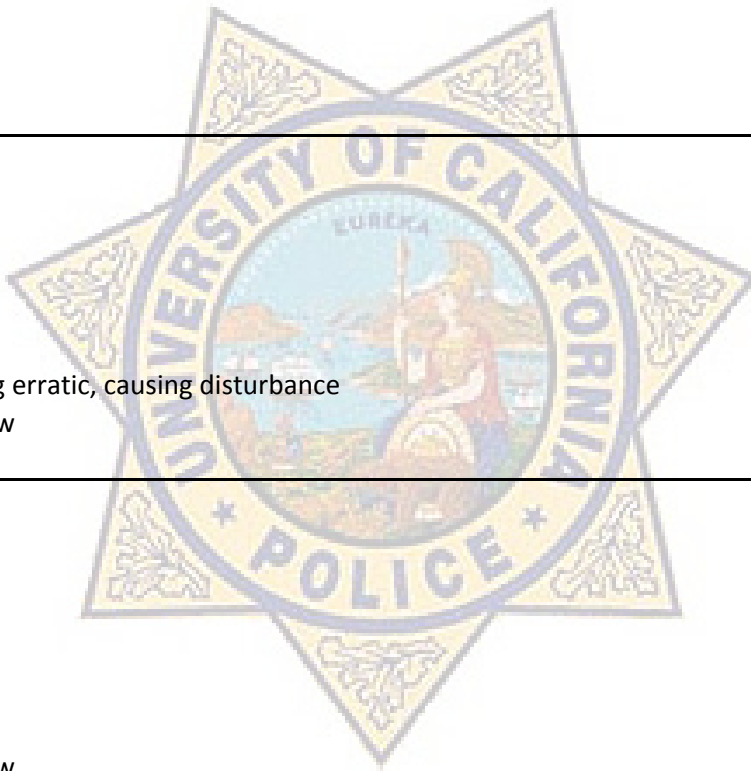 UNIVERSITY OF CALIFORNIA
EUREKA
g erratic, causing disturbance
w
POLICE
w